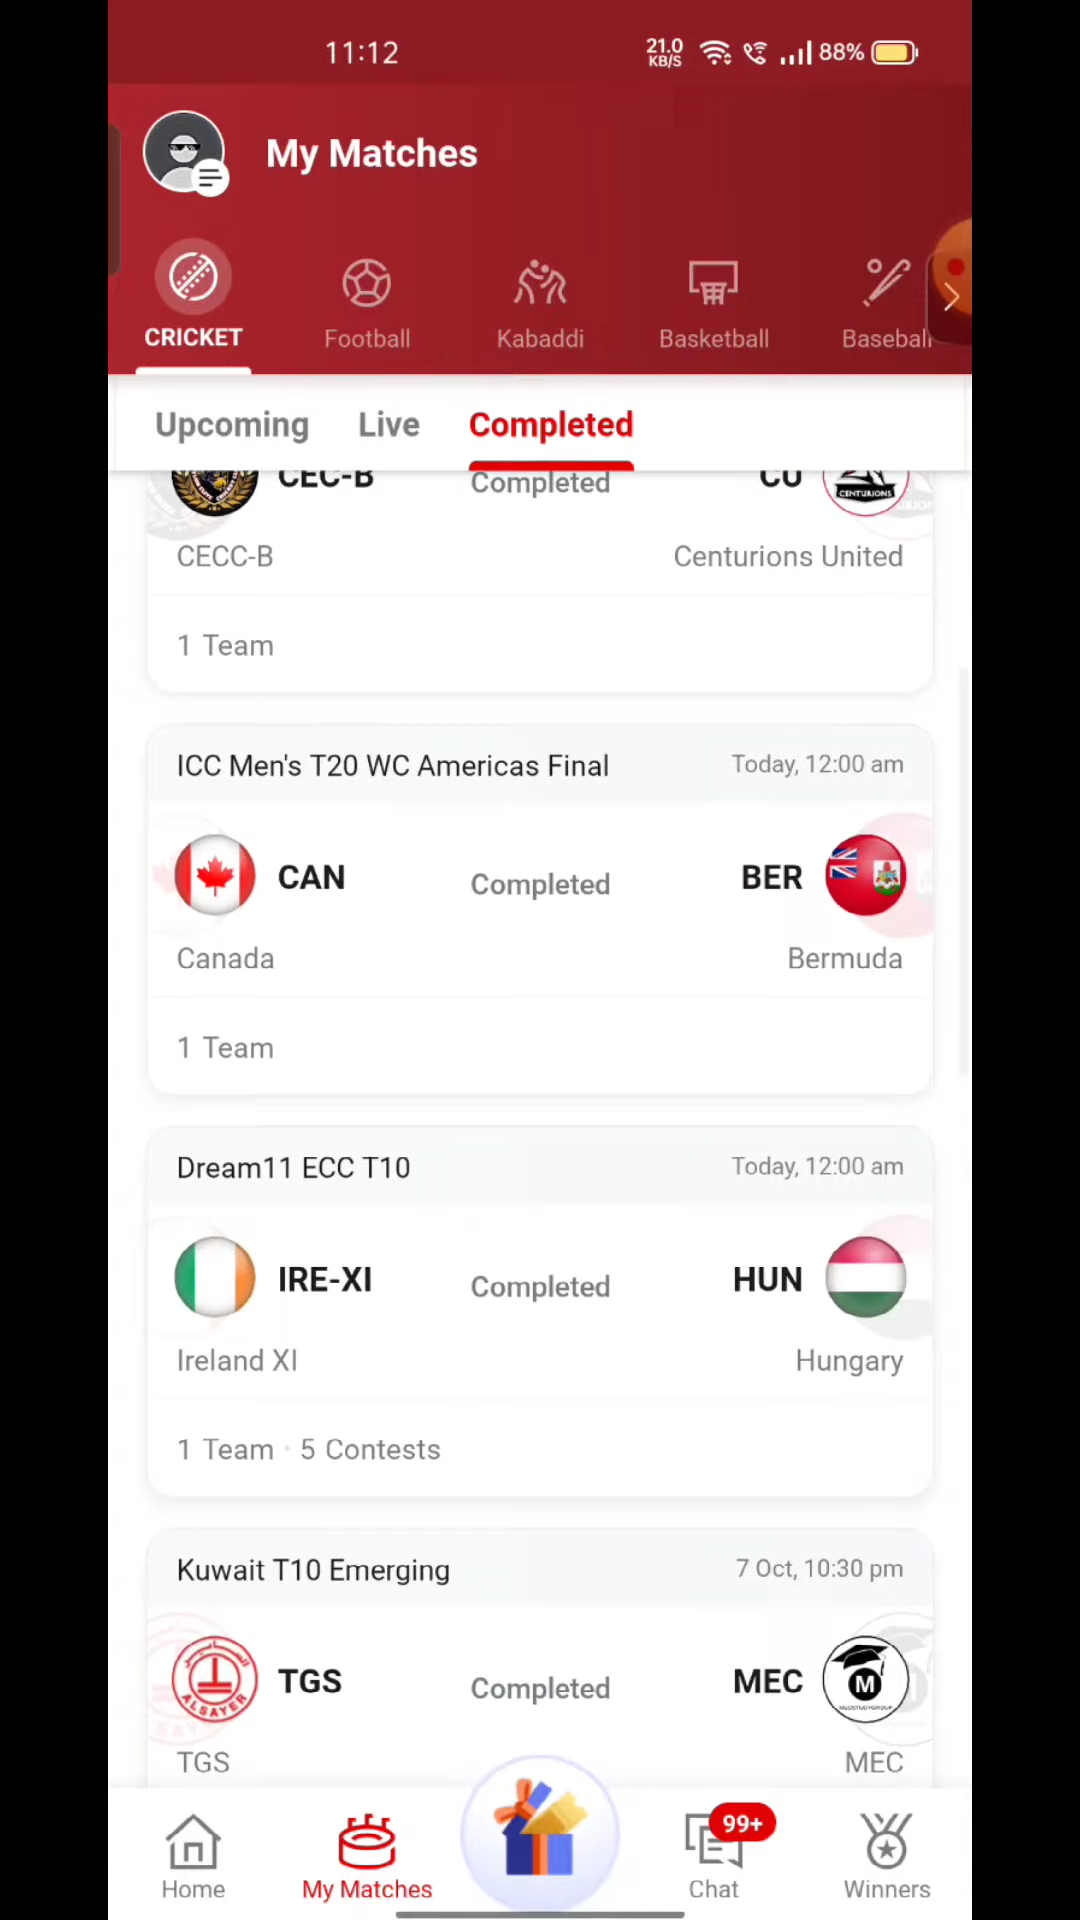 11:12
21.0 KB/S
88%
My Matches
CRICKET
Football
Kabaddi
Basketball
Baseball
Upcoming
Live
Completed
CEC-B
Completed
CU
CENTURIONS
CECC-B
Centurions United
1 Team
ICC Men's T20 WC Americas Final
Today, 12:00 am
CAN
Completed
BER
Canada
Bermuda
1 Team
Dream11 ECC T10
Today, 12:00 am
IRE-XI
Completed
HUN
Ireland XI
Hungary
1 Team · 5 Contests
Kuwait T10 Emerging
7 Oct, 10:30 pm
ALSAYER
TGS
Completed
MEC
M
TGS
MEC
99+
Home
My Matches
Chat
Winners